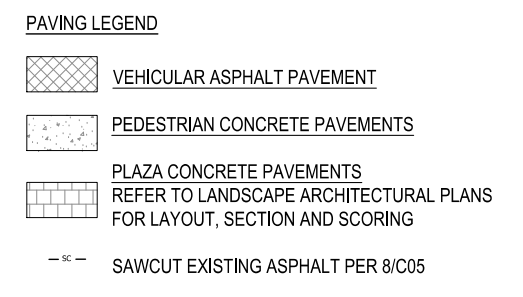 PAVING LEGEND
VEHICULAR ASPHALT PAVEMENT
PEDESTRIAN CONCRETE PAVEMENTS
PLAZA CONCRETE PAVEMENTS
REFER TO LANDSCAPE ARCHITECTURAL PLANS
FOR LAYOUT, SECTION AND SCORING
— SC — SAWCUT EXISTING ASPHALT PER 8/C05